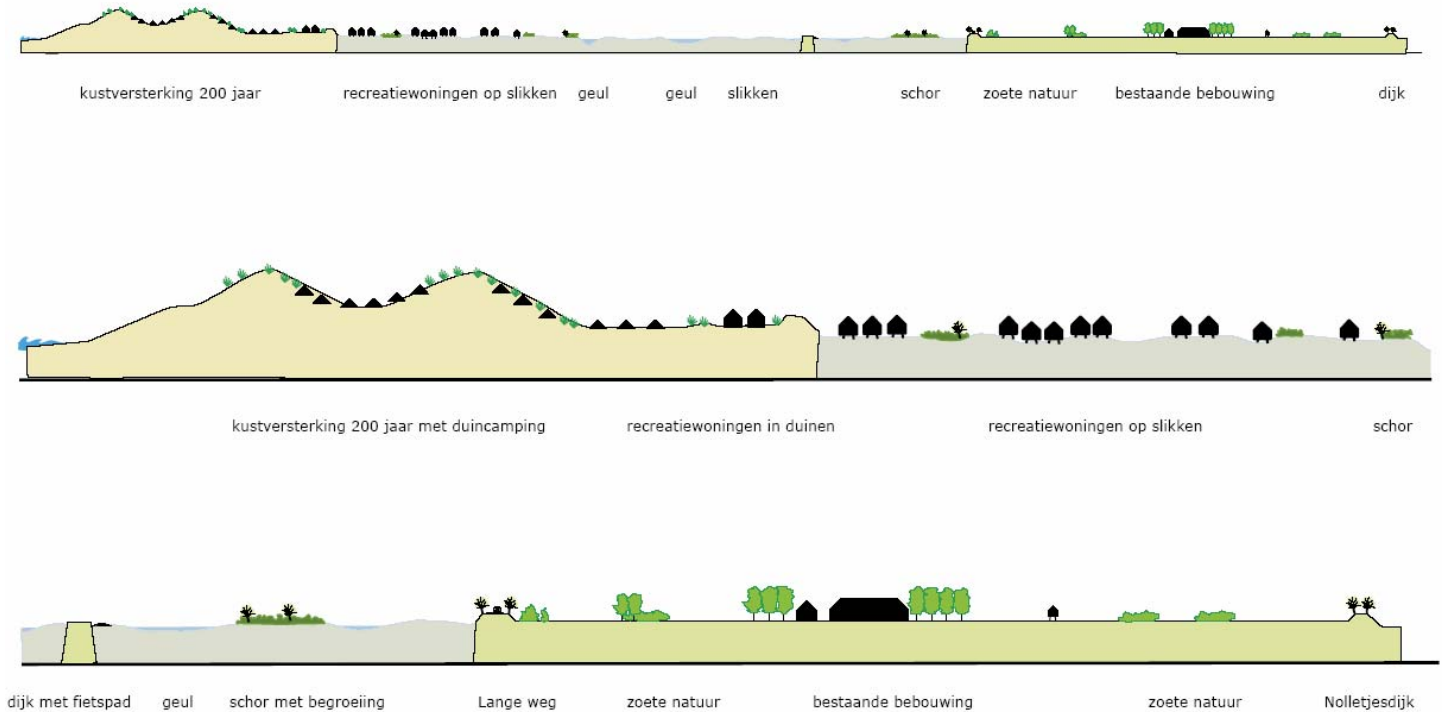 kustversterking 200 jaar recreatiewoningen op slikken geul geul slikken schor zoete natuur bestaande bebouwing dijk
kustversterking 200 jaar met duincamping recreatiewoningen in duinen recreatiewoningen op slikken schor
dijk met fietspad geul schor met begroeiing Lange weg zoete natuur bestaande bebouwing zoete natuur Nolletjesdijk